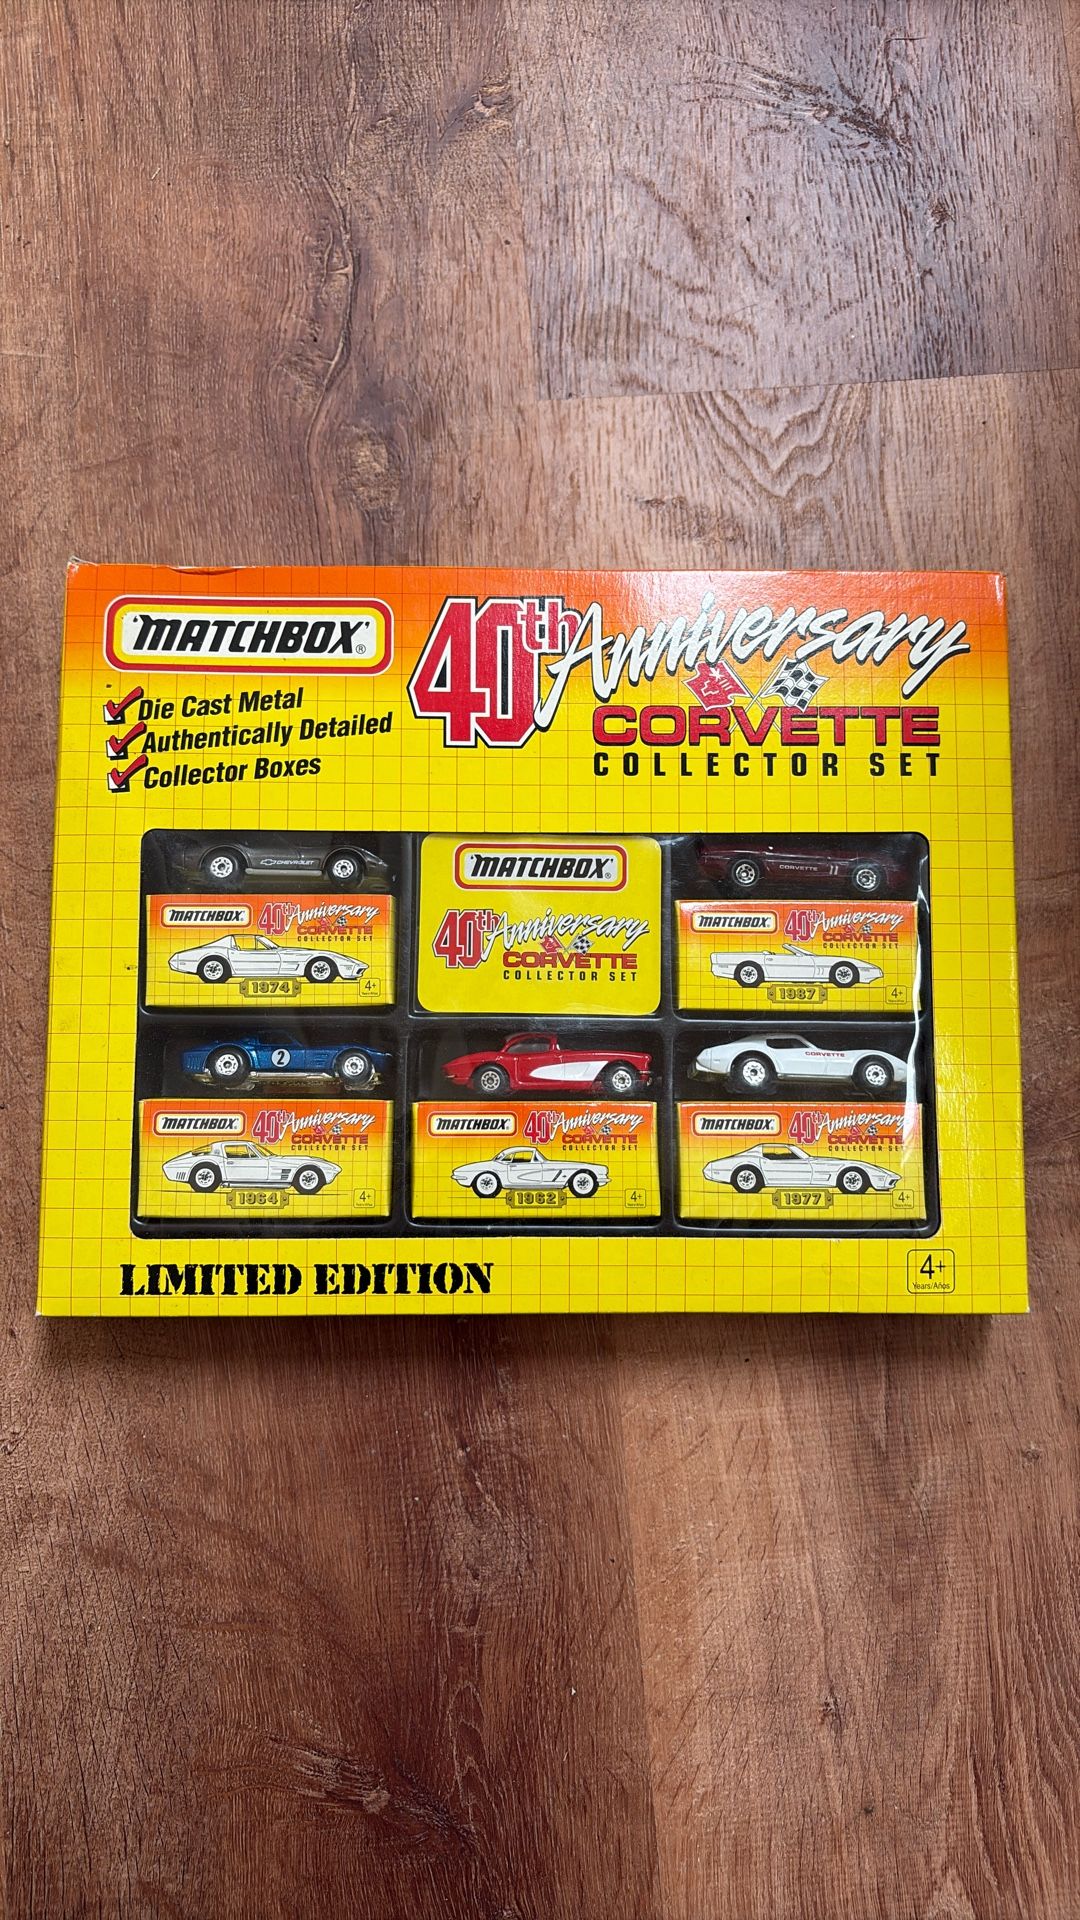 'MATCHBOX'®
40th Anniversary
CORVETTE
COLLECTOR SET
Die Cast Metal
Authentically Detailed
Collector Boxes
CHEVROLET
'MATCHBOX'®
40th Anniversary
CORVETTE
COLLECTOR SET
CORVETTE
'MATCHBOX'
40th Anniversary
CORVETTE
COLLECTOR SET
1974
4+
'MATCHBOX'
40th Anniversary
CORVETTE
COLLECTOR SET
1987
4+
2
CORVETTE
'MATCHBOX'
40th Anniversary
CORVETTE
COLLECTOR SET
1964
4+
'MATCHBOX'
40th Anniversary
CORVETTE
COLLECTOR SET
1962
4+
'MATCHBOX'
40th Anniversary
CORVETTE
COLLECTOR SET
1977
4+
LIMITED EDITION
4+
Years/Años